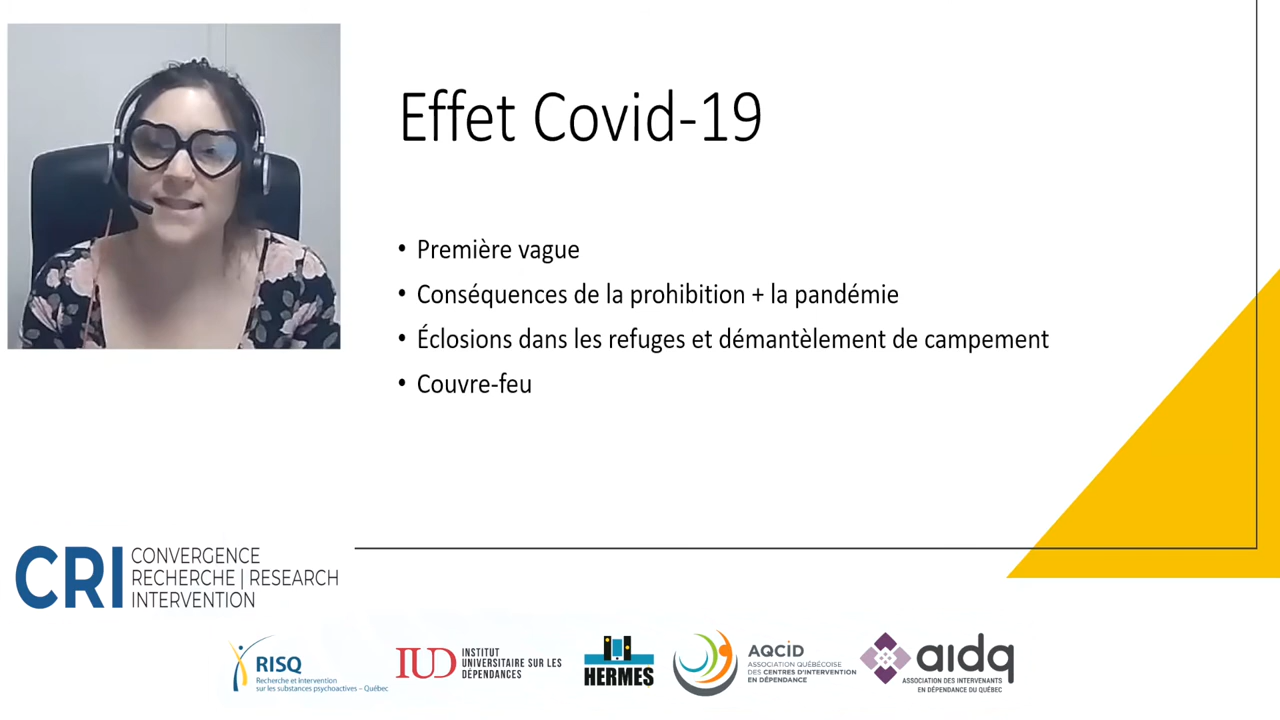 Effet Covid-19
• Première vague
• Conséquences de la prohibition + la pandémie
• Éclosions dans les refuges et démantèlement de campement
• Couvre-feu
CRI CONVERGENCE
RECHERCHE | RESEARCH
INTERVENTION
RISQ
Recherche et intervention
sur les substances psychoactives – Québec
IUD INSTITUT
UNIVERSITAIRE SUR LES
DÉPENDANCES
HERMES
AQCiD
ASSOCIATION QUÉBÉCOISE
DES CENTRES D'INTERVENTION
EN DÉPENDANCE
aidq
ASSOCIATION DES INTERVENANTS
EN DÉPENDANCE DU QUÉBEC